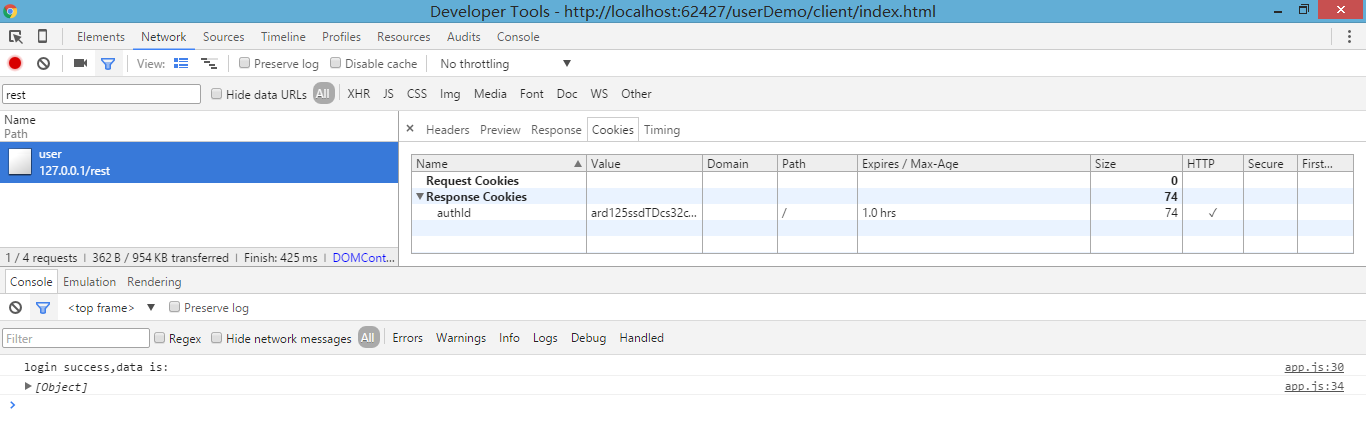 Developer Tools - http://localhost:62427/userDemo/client/index.html
Elements Network Sources Timeline Profiles Resources Audits Console
View: Preserve log Disable cache No throttling
rest Hide data URLs All XHR JS CSS Img Media Font Doc WS Other
Name
Path
user
127.0.0.1/rest
1 / 4 requests | 362 B / 954 KB transferred | Finish: 425 ms | DOMCont...
× Headers Preview Response Cookies Timing
Name Value Domain Path Expires / Max-Age Size HTTP Secure First...
Request Cookies 0
Response Cookies 74
authId ard125ssdTDcs32c... / 1.0 hrs 74 ✓
Console Emulation Rendering
<top frame> Preserve log
Filter Regex Hide network messages All Errors Warnings Info Logs Debug Handled
login success,data is: app.js:30
[Object] app.js:34